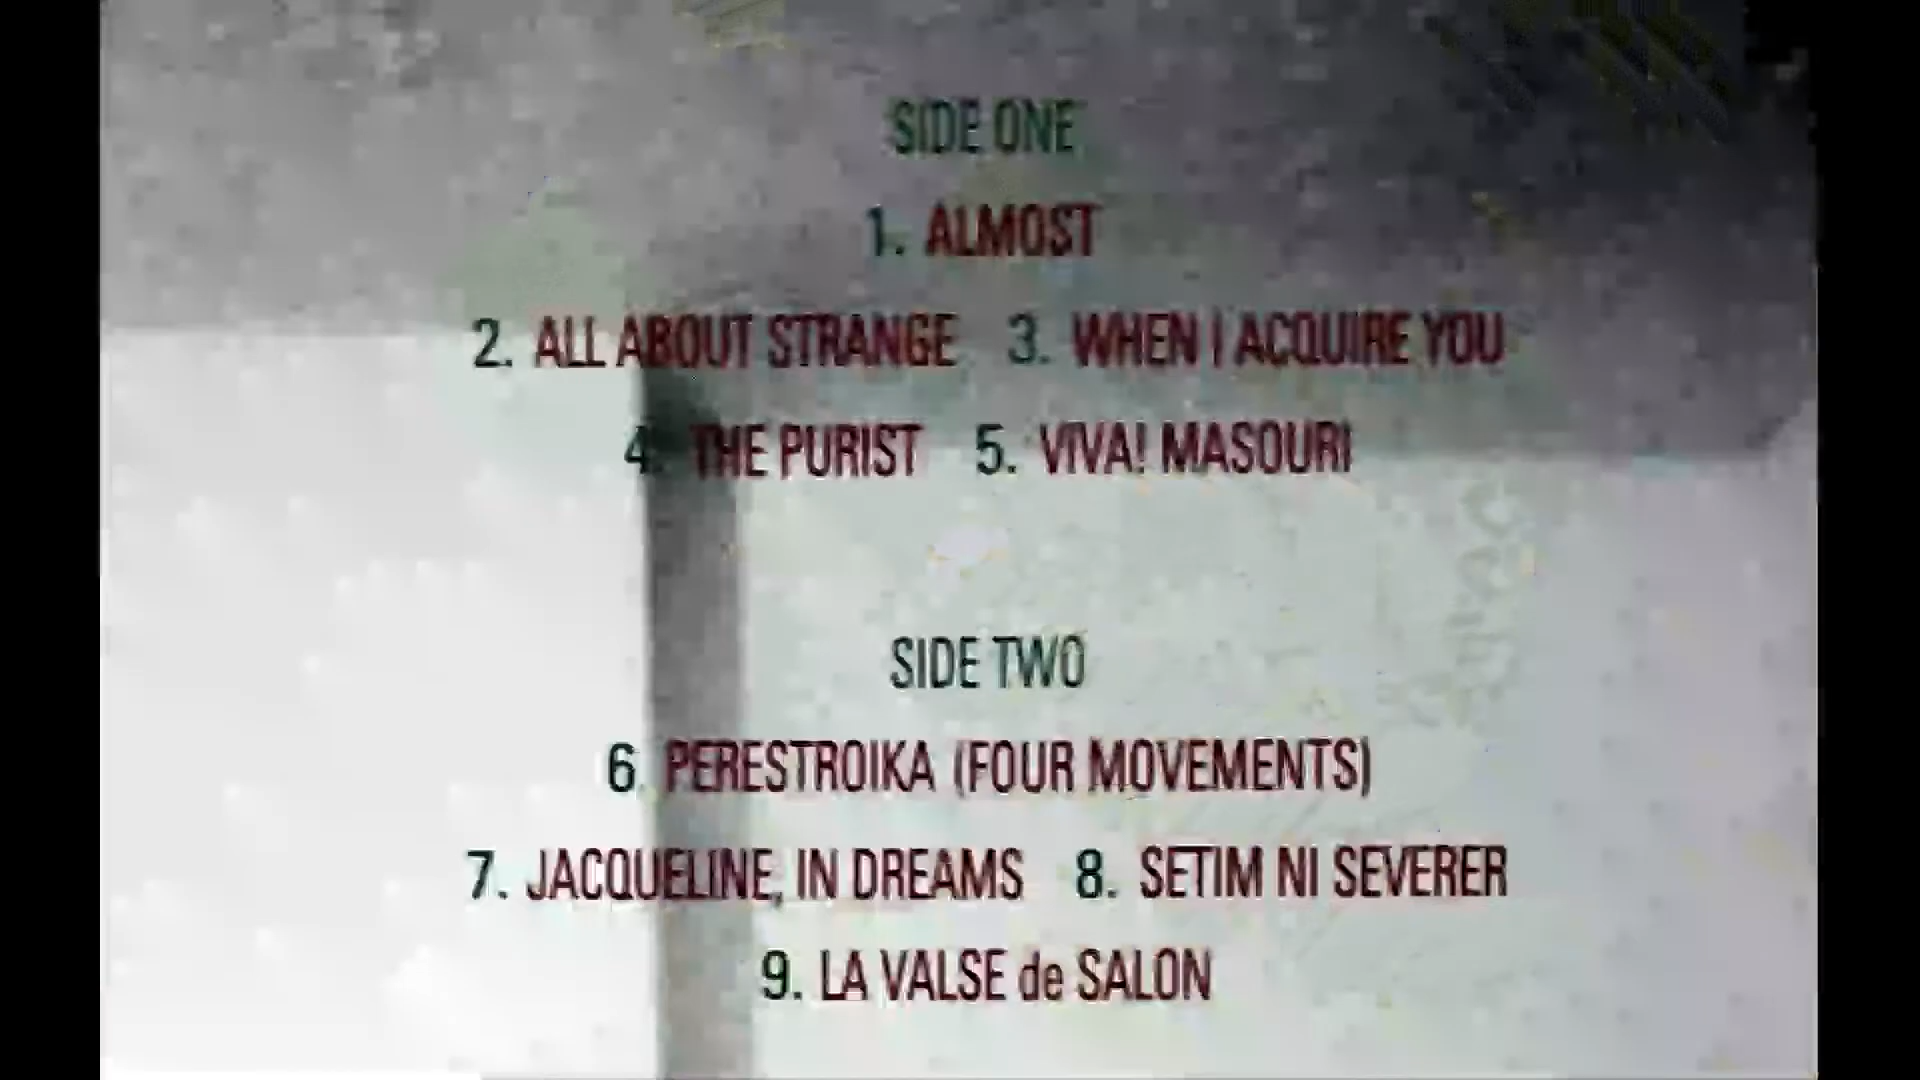 SIDE ONE
1. ALMOST
2. ALL ABOUT STRANGE 3. WHEN I ACQUIRE YOU
4. THE PURIST 5. VIVA! MASOURI
SIDE TWO
6. PERESTROIKA (FOUR MOVEMENTS)
7. JACQUELINE, IN DREAMS 8. SETIM NI SEVERER
9. LA VALSE de SALON